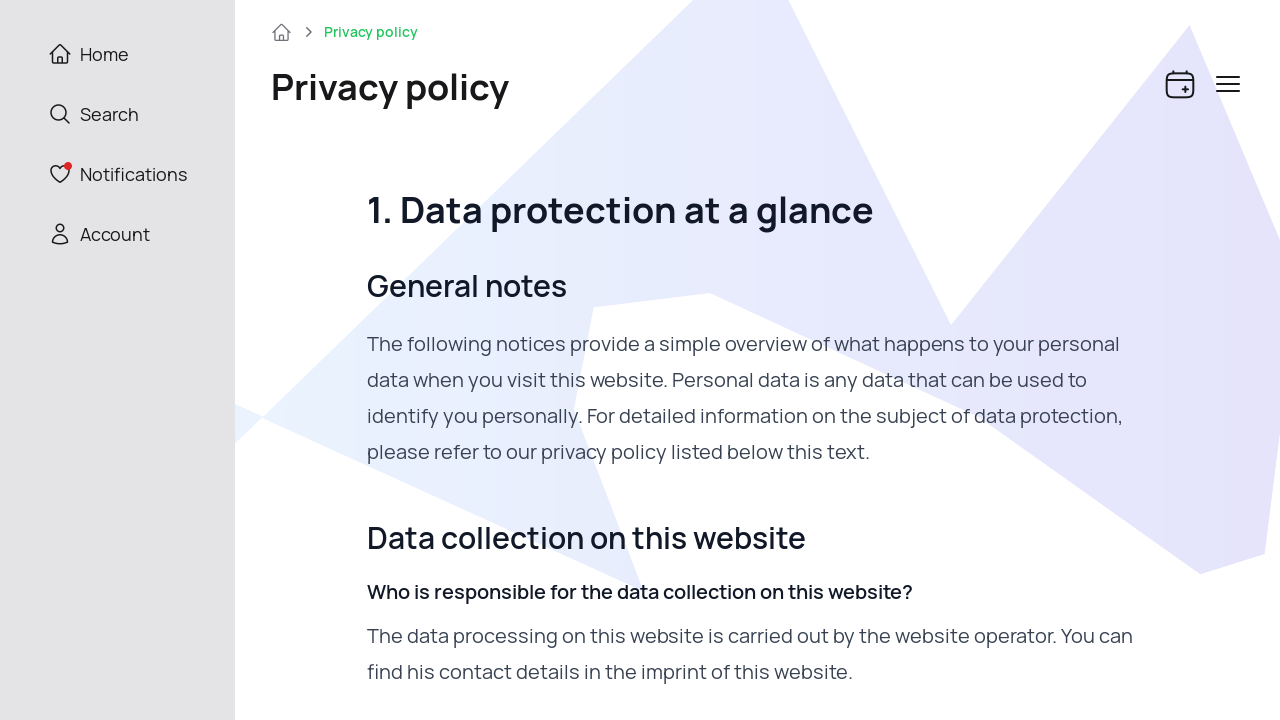 Home
Search
Notifications
Account
Privacy policy
Privacy policy
1. Data protection at a glance
General notes
The following notices provide a simple overview of what happens to your personal
data when you visit this website. Personal data is any data that can be used to
identify you personally. For detailed information on the subject of data protection,
please refer to our privacy policy listed below this text.
Data collection on this website
Who is responsible for the data collection on this website?
The data processing on this website is carried out by the website operator. You can
find his contact details in the imprint of this website.